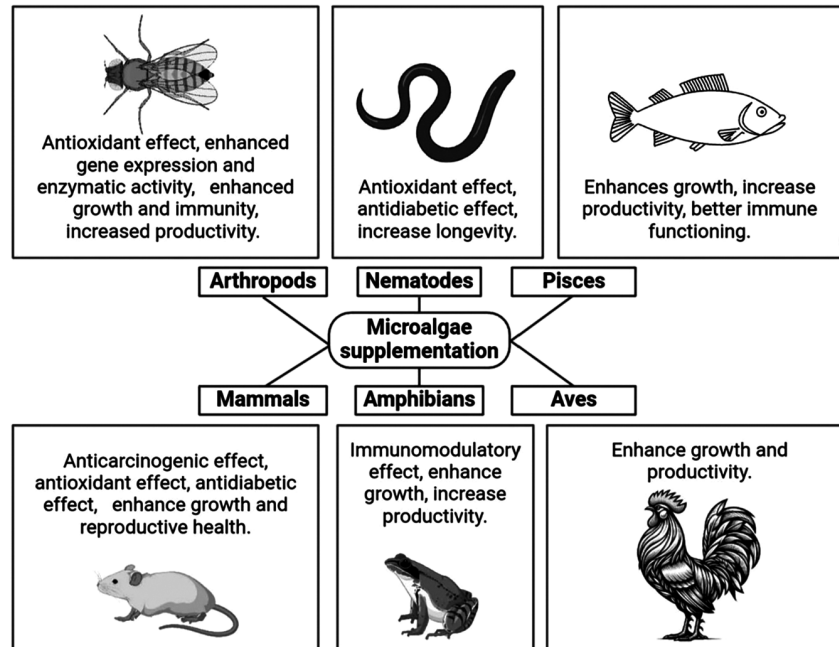 Antioxidant effect, enhanced
gene expression and
enzymatic activity, enhanced
growth and immunity,
increased productivity.
Antioxidant effect,
antidiabetic effect,
increase longevity.
Enhances growth, increase
productivity, better immune
functioning.
Arthropods
Nematodes
Pisces
Microalgae
supplementation
Mammals
Amphibians
Aves
Anticarcinogenic effect,
antioxidant effect, antidiabetic
effect, enhance growth and
reproductive health.
Immunomodulatory
effect, enhance
growth, increase
productivity.
Enhance growth and
productivity.